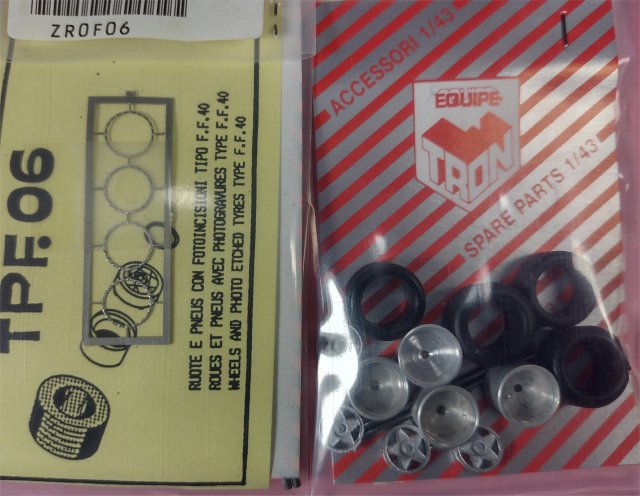 ZR0F06
TPF.06
RUOTE E PNEUS CON FOTOINCISIONI TIPO F.F.40
ROUES ET PNEUS AVEC PHOTOGRAVURES TYPE F.F.40
WHEELS AND PHOTO ETCHED TYRES TYPE F.F.40
ACCESSORI 1/43
EQUIPE
TRON
SPARE PARTS 1/43